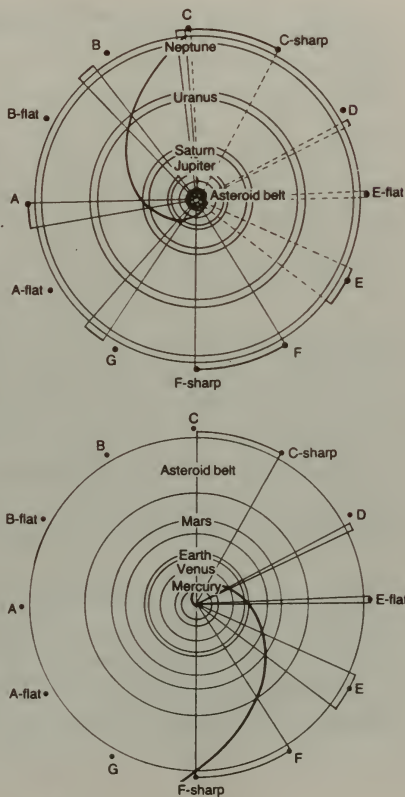 C
C-sharp
B
Neptune
Uranus
B-flat
D
Saturn
Jupiter
Asteroid belt
E-flat
A
A-flat
E
G
F
F-sharp
C
B
C-sharp
Asteroid belt
B-flat
Mars
D
Earth
Venus
Mercury
A
E-flat
A-flat
E
G
F
F-sharp